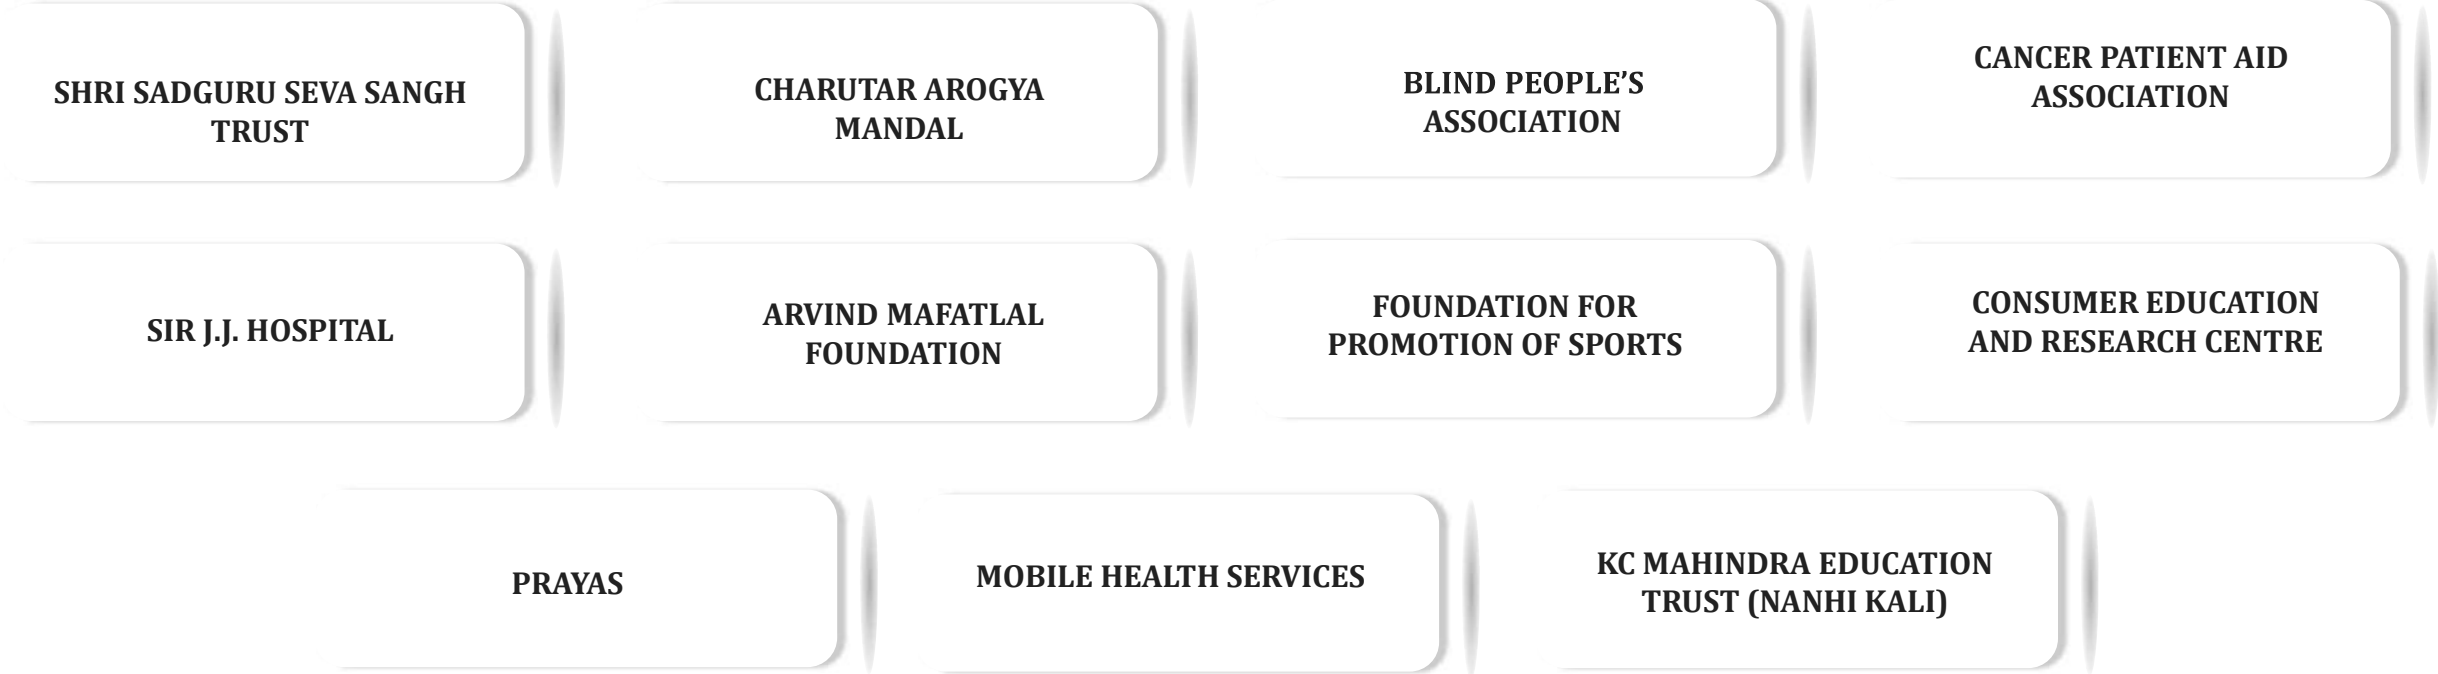 SHRI SADGURU SEVA SANGH
TRUST
CHARUTAR AROGYA
MANDAL
BLIND PEOPLE’S
ASSOCIATION
CANCER PATIENT AID
ASSOCIATION
SIR J.J. HOSPITAL
ARVIND MAFATLAL
FOUNDATION
FOUNDATION FOR
PROMOTION OF SPORTS
CONSUMER EDUCATION
AND RESEARCH CENTRE
PRAYAS
MOBILE HEALTH SERVICES
KC MAHINDRA EDUCATION
TRUST (NANHI KALI)